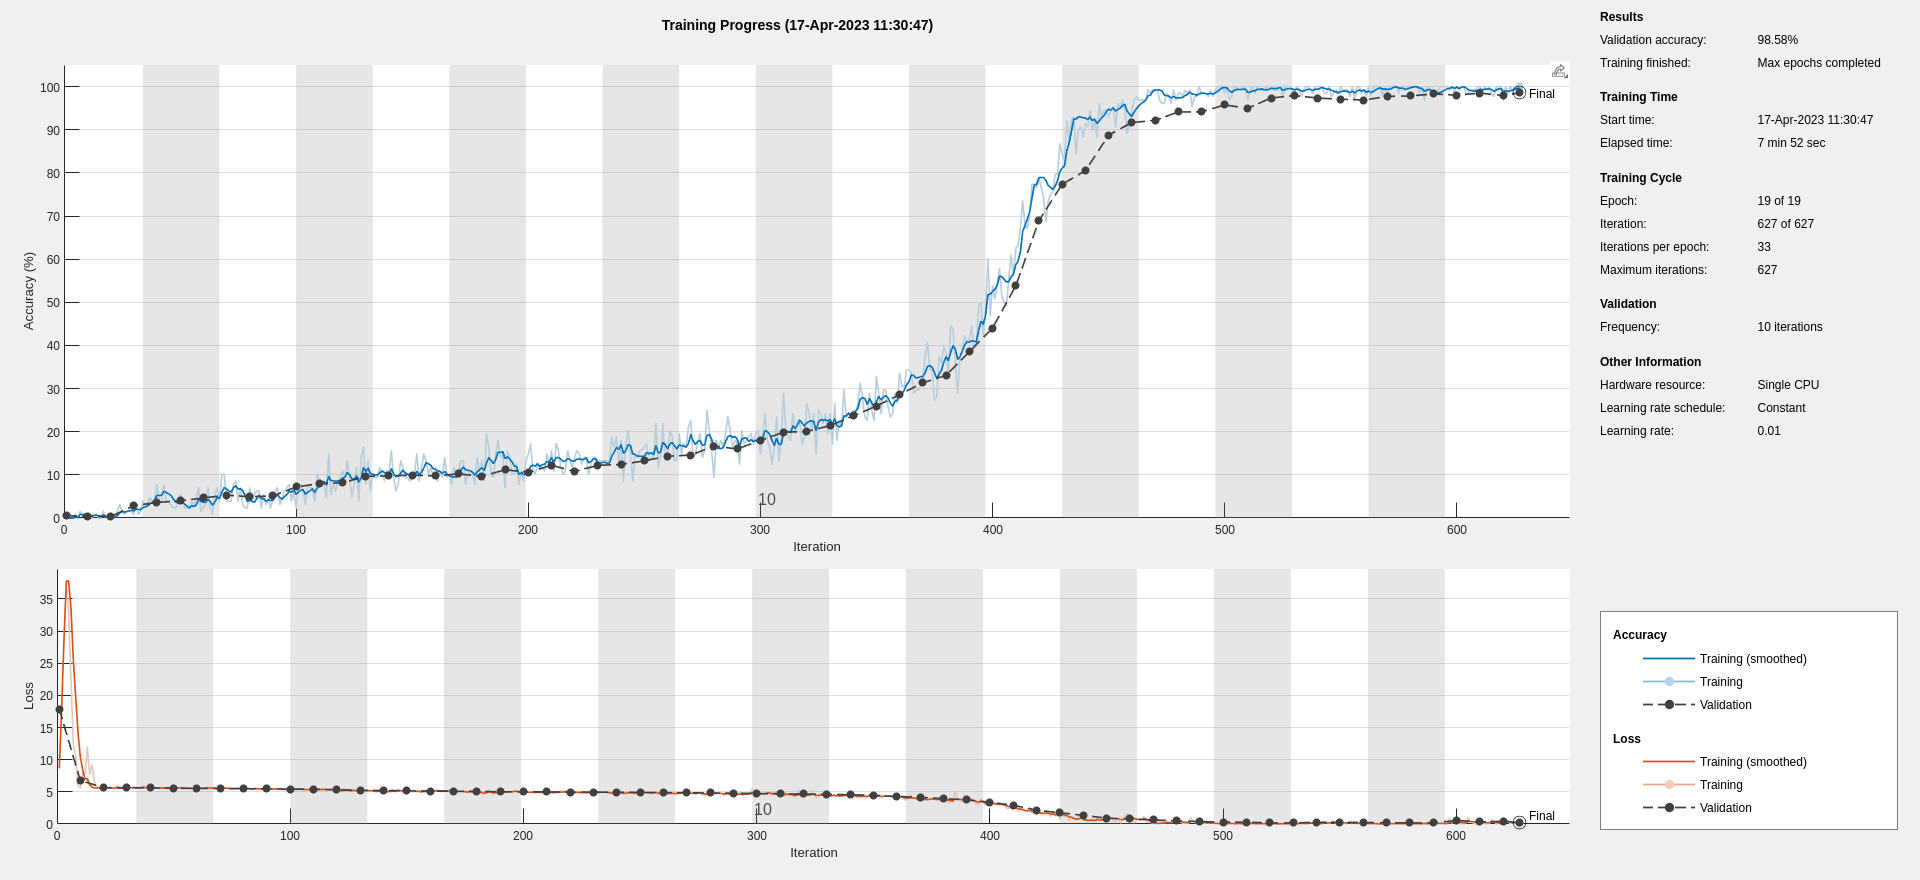 Training Progress (17-Apr-2023 11:30:47)
100
90
80
70
60
50
40
30
20
10
0
Accuracy (%)
Final
10
0 100 200 300 400 500 600
Iteration
35
30
25
20
15
10
5
0
Loss
Final
10
0 100 200 300 400 500 600
Iteration
Results
Validation accuracy: 98.58%
Training finished: Max epochs completed
Training Time
Start time: 17-Apr-2023 11:30:47
Elapsed time: 7 min 52 sec
Training Cycle
Epoch: 19 of 19
Iteration: 627 of 627
Iterations per epoch: 33
Maximum iterations: 627
Validation
Frequency: 10 iterations
Other Information
Hardware resource: Single CPU
Learning rate schedule: Constant
Learning rate: 0.01
Accuracy
Training (smoothed)
Training
Validation
Loss
Training (smoothed)
Training
Validation